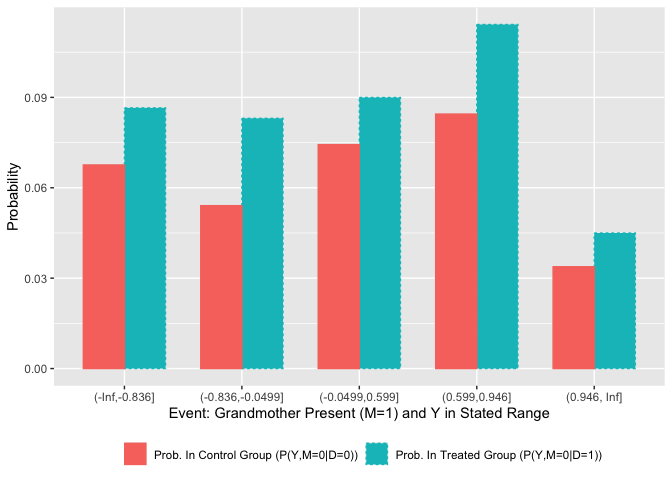 Probability
0.09
0.06
0.03
0.00
(-Inf,-0.836]
(-0.836,-0.0499]
(-0.0499,0.599]
(0.599,0.946]
(0.946, Inf]
Event: Grandmother Present (M=1) and Y in Stated Range
Prob. In Control Group (P(Y,M=0|D=0))
Prob. In Treated Group (P(Y,M=0|D=1))